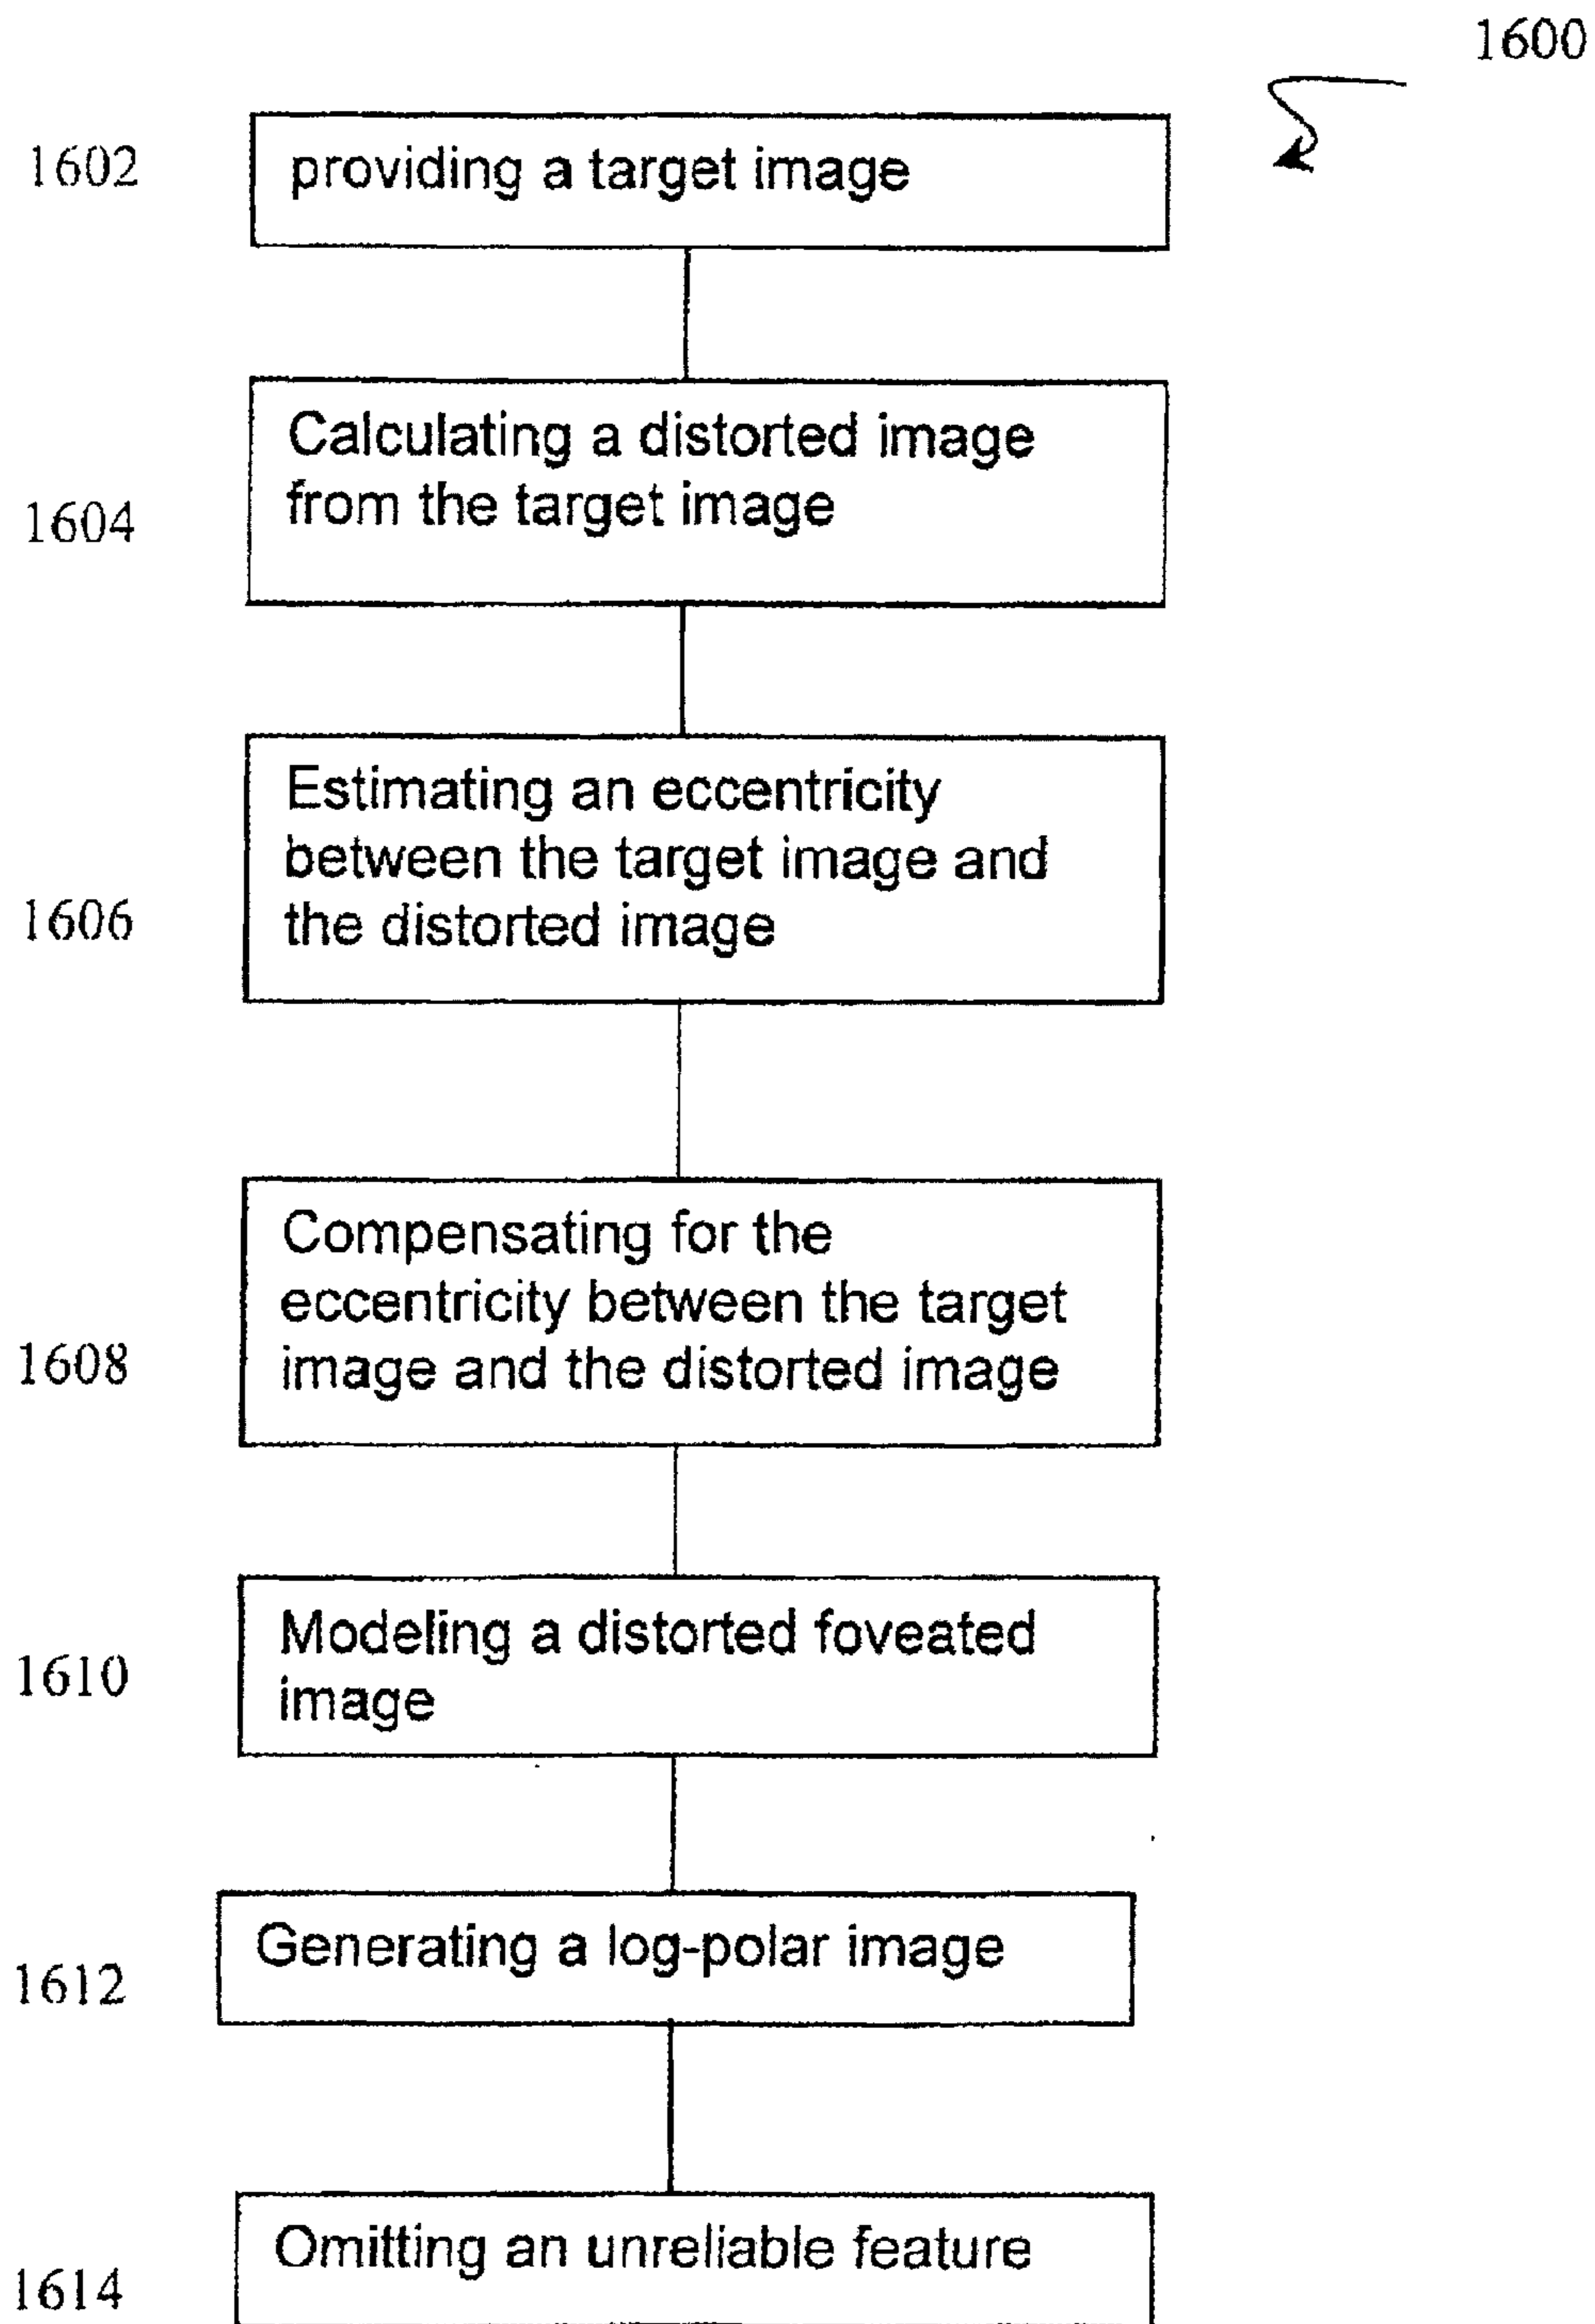 1600
1602
providing a target image
1604
Calculating a distorted image
from the target image
1606
Estimating an eccentricity
between the target image and
the distorted image
1608
Compensating for the
eccentricity between the target
image and the distorted image
1610
Modeling a distorted foveated
image
1612
Generating a log-polar image
1614
Omitting an unreliable feature